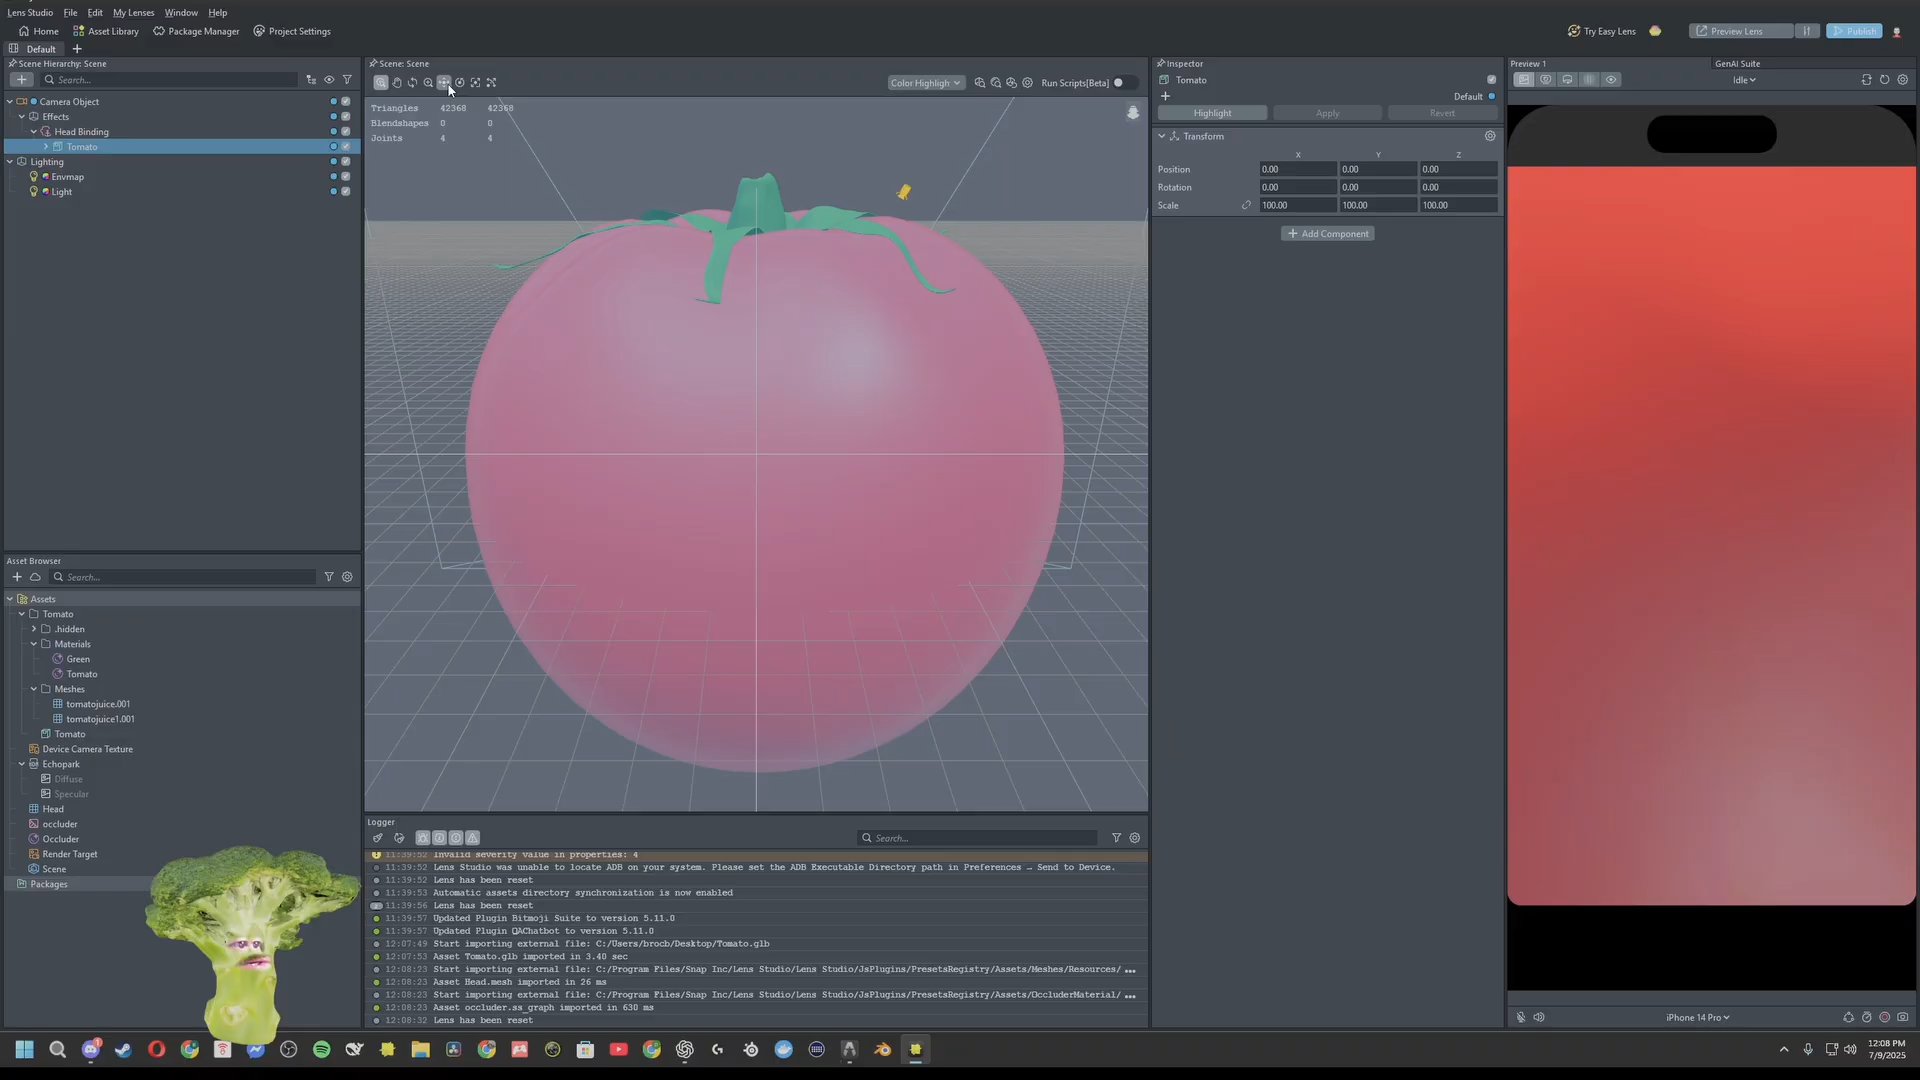 Lens Studio File Edit My Lenses Window Help
Home Asset Library Package Manager Project Settings Try Easy Lens Preview Lens Publish
Default
Scene Hierarchy: Scene
Search...
Camera Object
Effects
Head Binding
Tomato
Lighting
Envmap
Light
Asset Browser
Search...
Assets
Tomato
.hidden
Materials
Green
Tomato
Meshes
tomatojuice.001
tomatojuice1.001
Tomato
Device Camera Texture
Echopark
Diffuse
Specular
Head
occluder
Occluder
Render Target
Scene
Packages
Scene: Scene
Color Highligh Run Scripts[Beta]
Triangles 42368 42368
Blendshapes 0 0
Joints 4 4
Logger
Search...
11:39:52 Invalid severity value in properties: 4
11:39:52 Lens Studio was unable to locate ADB on your system. Please set the ADB Executable Directory path in Preferences → Send to Device.
11:39:52 Lens has been reset
11:39:53 Automatic assets directory synchronization is now enabled
11:39:56 Lens has been reset
11:39:57 Updated Plugin Bitmoji Suite to version 5.11.0
11:39:57 Updated Plugin QAChatbot to version 5.11.0
12:07:49 Start importing external file: C:/Users/brocb/Desktop/Tomato.glb
12:07:53 Asset Tomato.glb imported in 3.40 sec
12:08:23 Start importing external file: C:/Program Files/Snap Inc/Lens Studio/Lens Studio/JsPlugins/PresetsRegistry/Assets/Meshes/Resources/ •••
12:08:23 Asset Head.mesh imported in 26 ms
12:08:23 Start importing external file: C:/Program Files/Snap Inc/Lens Studio/Lens Studio/JsPlugins/PresetsRegistry/Assets/OccluderMaterial/ •••
12:08:23 Asset occluder.ss_graph imported in 630 ms
12:08:32 Lens has been reset
Inspector
Tomato
Default
Highlight Apply Revert
Transform
X Y Z
Position 0.00 0.00 0.00
Rotation 0.00 0.00 0.00
Scale 100.00 100.00 100.00
Add Component
Preview 1 GenAI Suite
Idle
iPhone 14 Pro
12:08 PM
7/9/2025